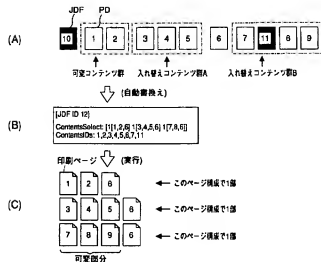 JDF PD
(A) 10 1 2 3 4 5 6 7 11 8 9
可変コンテンツ群 入れ替えコンテンツ群A 入れ替えコンテンツ群B
(自動書換え)
(B)
[JDF ID 12]
ContentsSelect: [1[1,2,6] 1[3,4,5,6] 1[7,8,6]]
ContentsIDs: 1,2,3,4,5,6,7,11
印刷ページ (実行)
(C)
1 2 6 このページ構成で1部
3 4 5 6 このページ構成で1部
7 8 9 6 このページ構成で1部
可変部分